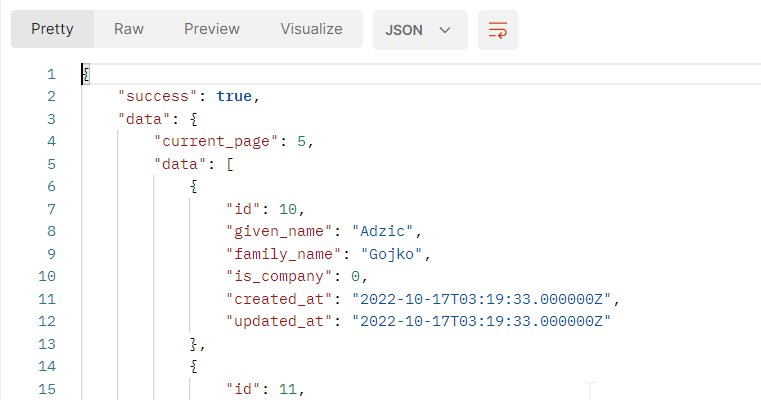 Pretty Raw Preview Visualize JSON
1 {
2 "success": true,
3 "data": {
4 "current_page": 5,
5 "data": [
6 {
7 "id": 10,
8 "given_name": "Adzic",
9 "family_name": "Gojko",
10 "is_company": 0,
11 "created_at": "2022-10-17T03:19:33.000000Z",
12 "updated_at": "2022-10-17T03:19:33.000000Z"
13 },
14 {
15 "id": 11,